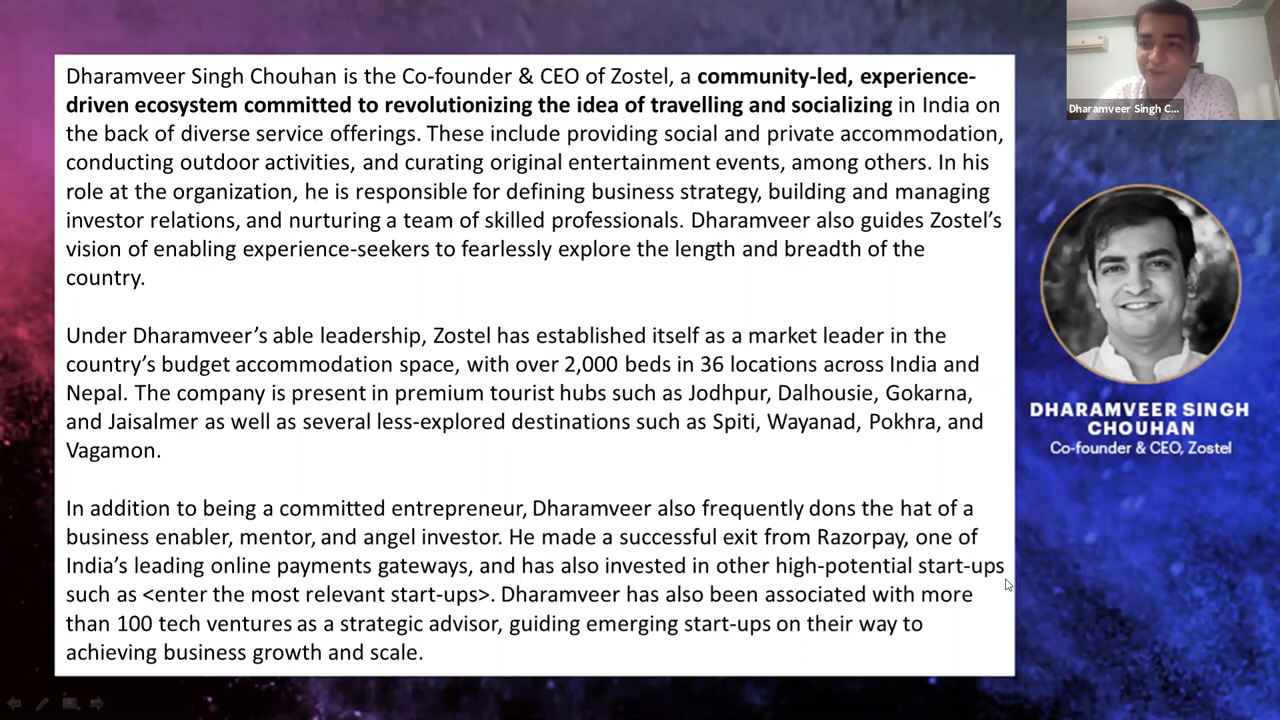 Dharamveer Singh Chouhan is the Co-founder & CEO of Zostel, a community-led, experience-
driven ecosystem committed to revolutionizing the idea of travelling and socializing in India on
the back of diverse service offerings. These include providing social and private accommodation,
conducting outdoor activities, and curating original entertainment events, among others. In his
role at the organization, he is responsible for defining business strategy, building and managing
investor relations, and nurturing a team of skilled professionals. Dharamveer also guides Zostel’s
vision of enabling experience-seekers to fearlessly explore the length and breadth of the
country.
Under Dharamveer’s able leadership, Zostel has established itself as a market leader in the
country’s budget accommodation space, with over 2,000 beds in 36 locations across India and
Nepal. The company is present in premium tourist hubs such as Jodhpur, Dalhousie, Gokarna,
and Jaisalmer as well as several less-explored destinations such as Spiti, Wayanad, Pokhra, and
Vagamon.
In addition to being a committed entrepreneur, Dharamveer also frequently dons the hat of a
business enabler, mentor, and angel investor. He made a successful exit from Razorpay, one of
India’s leading online payments gateways, and has also invested in other high-potential start-ups
such as <enter the most relevant start-ups>. Dharamveer has also been associated with more
than 100 tech ventures as a strategic advisor, guiding emerging start-ups on their way to
achieving business growth and scale.
Dharamveer Singh C...
DHARAMVEER SINGH
CHOUHAN
Co-founder & CEO, Zostel